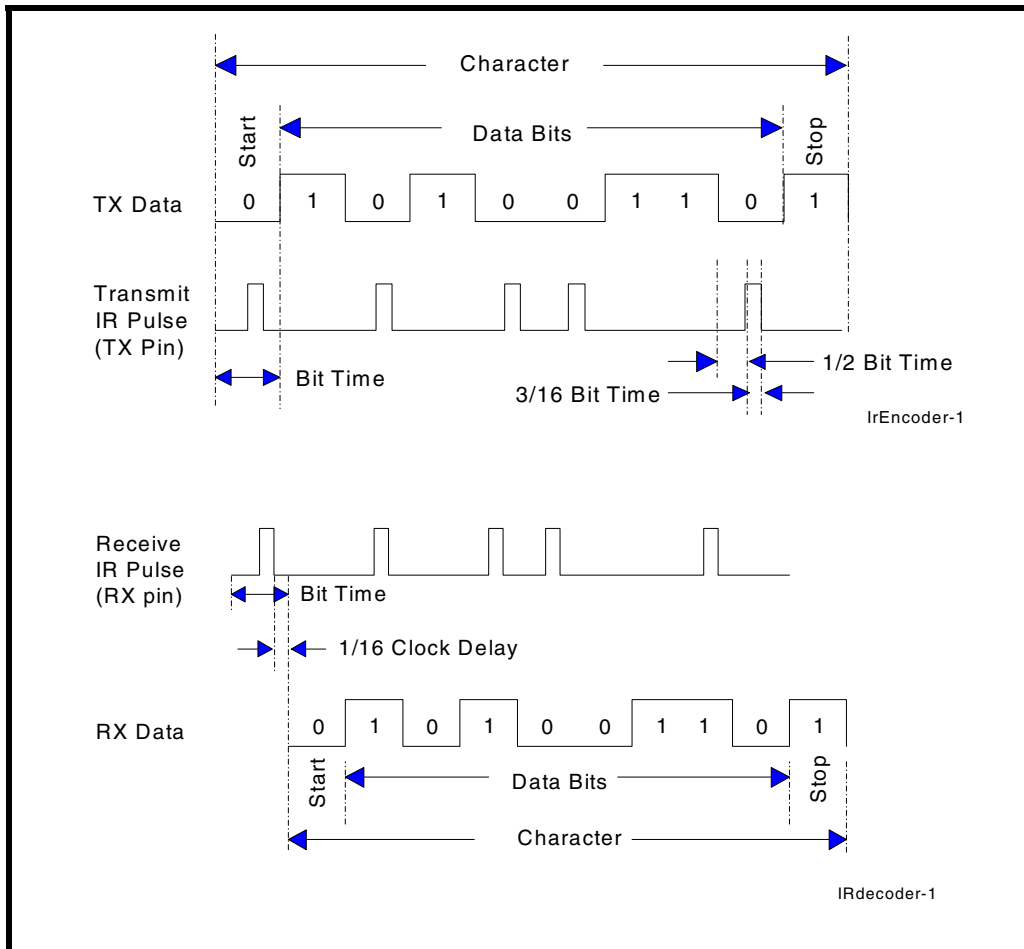 Character
Start
Data Bits
Stop
TX Data
0 1 0 1 0 0 1 1 0 1
Transmit
IR Pulse
(TX Pin)
1/2 Bit Time
Bit Time
3/16 Bit Time
IrEncoder-1
Receive
IR Pulse
(RX pin)
Bit Time
1/16 Clock Delay
RX Data
0 1 0 1 0 0 1 1 0 1
Start
Data Bits
Stop
Character
IRdecoder-1